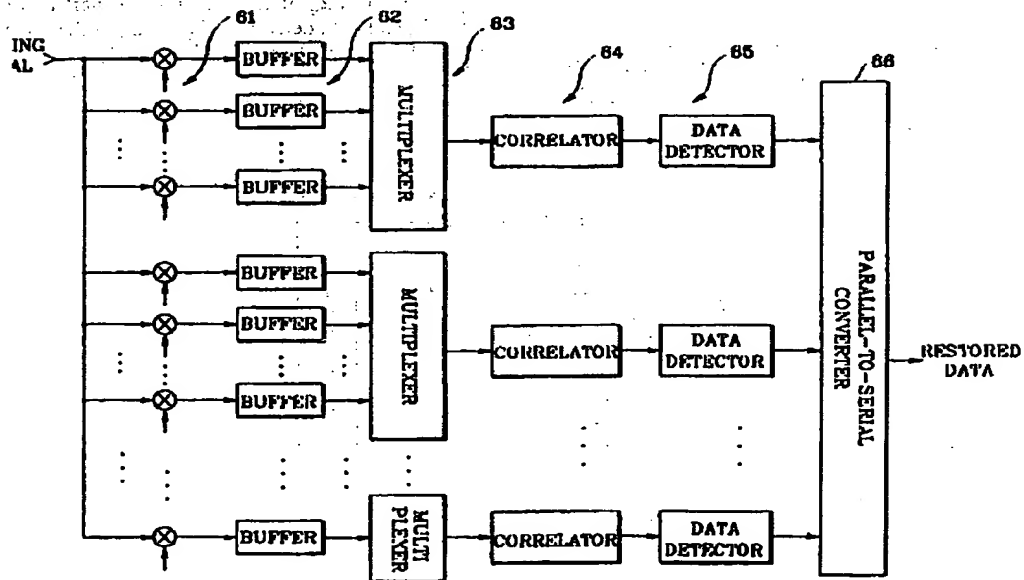 ING
AL
61
62
63
64
65
66
BUFFER
BUFFER
BUFFER
MULTIPLEXER
CORRELATOR
DATA
DETECTOR
BUFFER
BUFFER
BUFFER
MULTIPLEXER
CORRELATOR
DATA
DETECTOR
PARALLEL-TO-SERIAL
CONVERTER
RESTORED
DATA
BUFFER
MULTI
PLEXER
CORRELATOR
DATA
DETECTOR